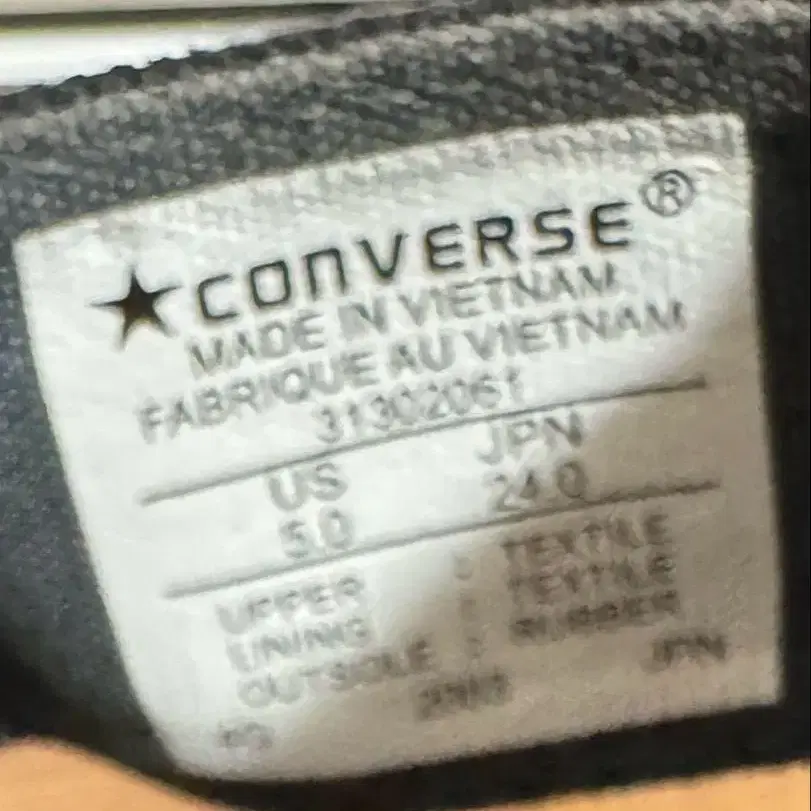 ★CONVERSE®
MADE IN VIETNAM
FABRIQUE AU VIETNAM
31302061
US JPN
5.0 24.0
UPPER : TEXTILE
LINING : TEXTILE
OUTSOLE : RUBBER
JPN